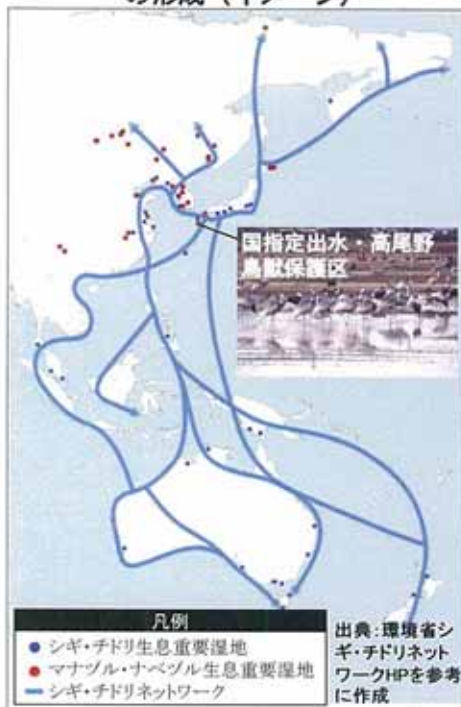 の形成（イメージ）
国指定出水・高尾野
鳥獣保護区
凡例
シギ・チドリ生息重要湿地
マナヅル・ナベヅル生息重要湿地
シギ・チドリネットワーク
出典：環境省シ
ギ・チドリネット
ワークHPを参考
に作成